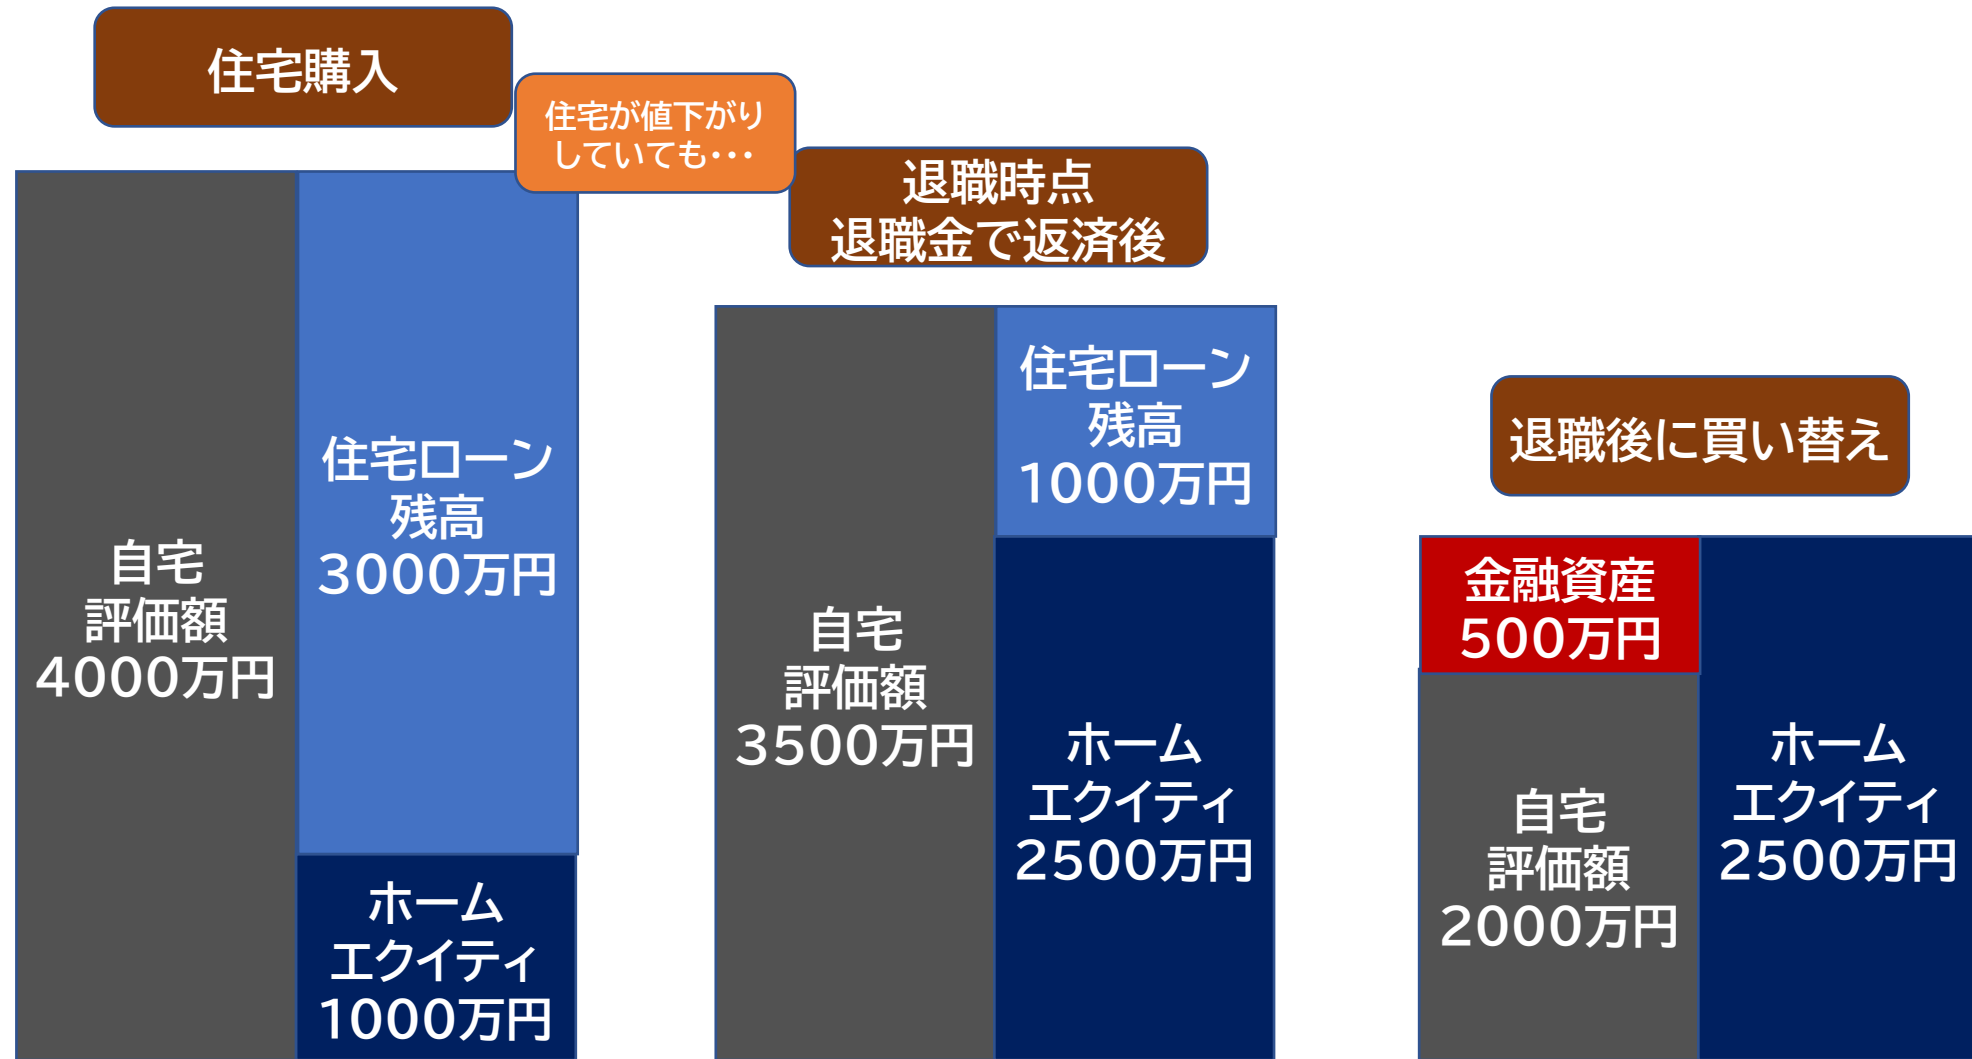 住宅購入
住宅が値下がり
していても・・・
退職時点
退職金で返済後
退職後に買い替え
自宅
評価額
4000万円
住宅ローン
残高
3000万円
ホーム
エクイティ
1000万円
自宅
評価額
3500万円
住宅ローン
残高
1000万円
ホーム
エクイティ
2500万円
金融資産
500万円
自宅
評価額
2000万円
ホーム
エクイティ
2500万円